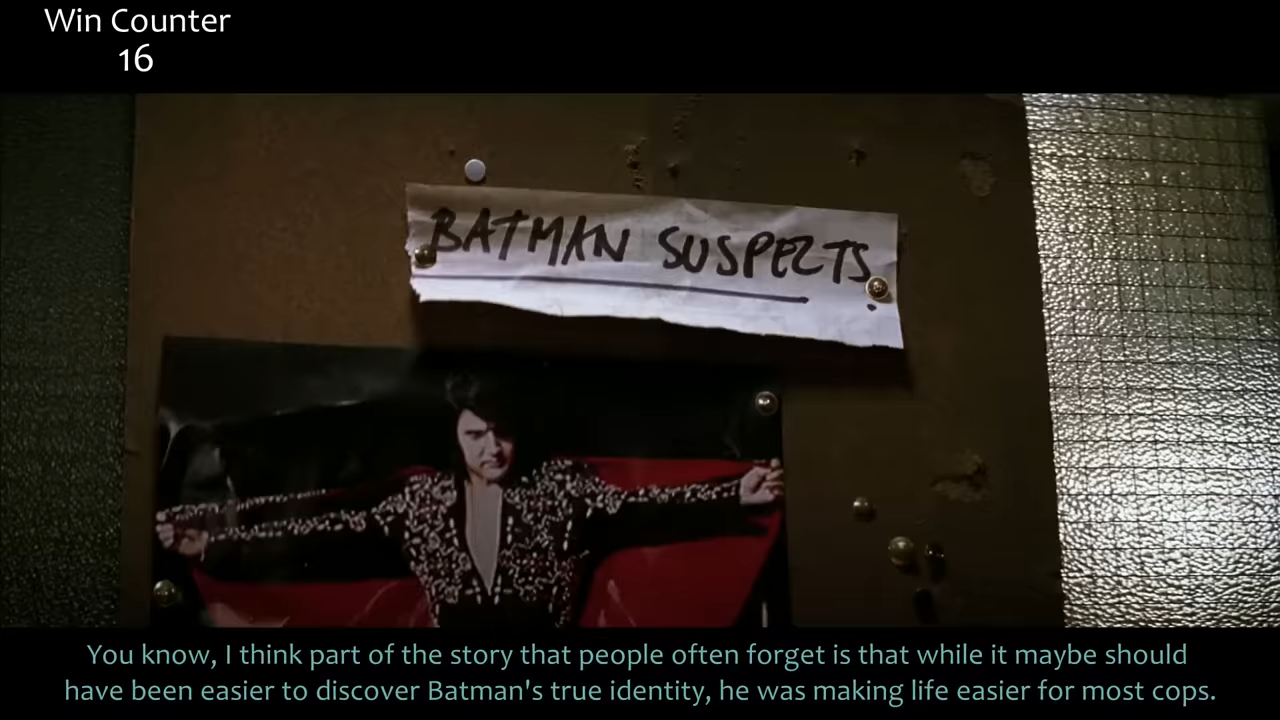 Win Counter
16
BATMAN SUSPECTS.
You know, I think part of the story that people often forget is that while it maybe should
have been easier to discover Batman's true identity, he was making life easier for most cops.